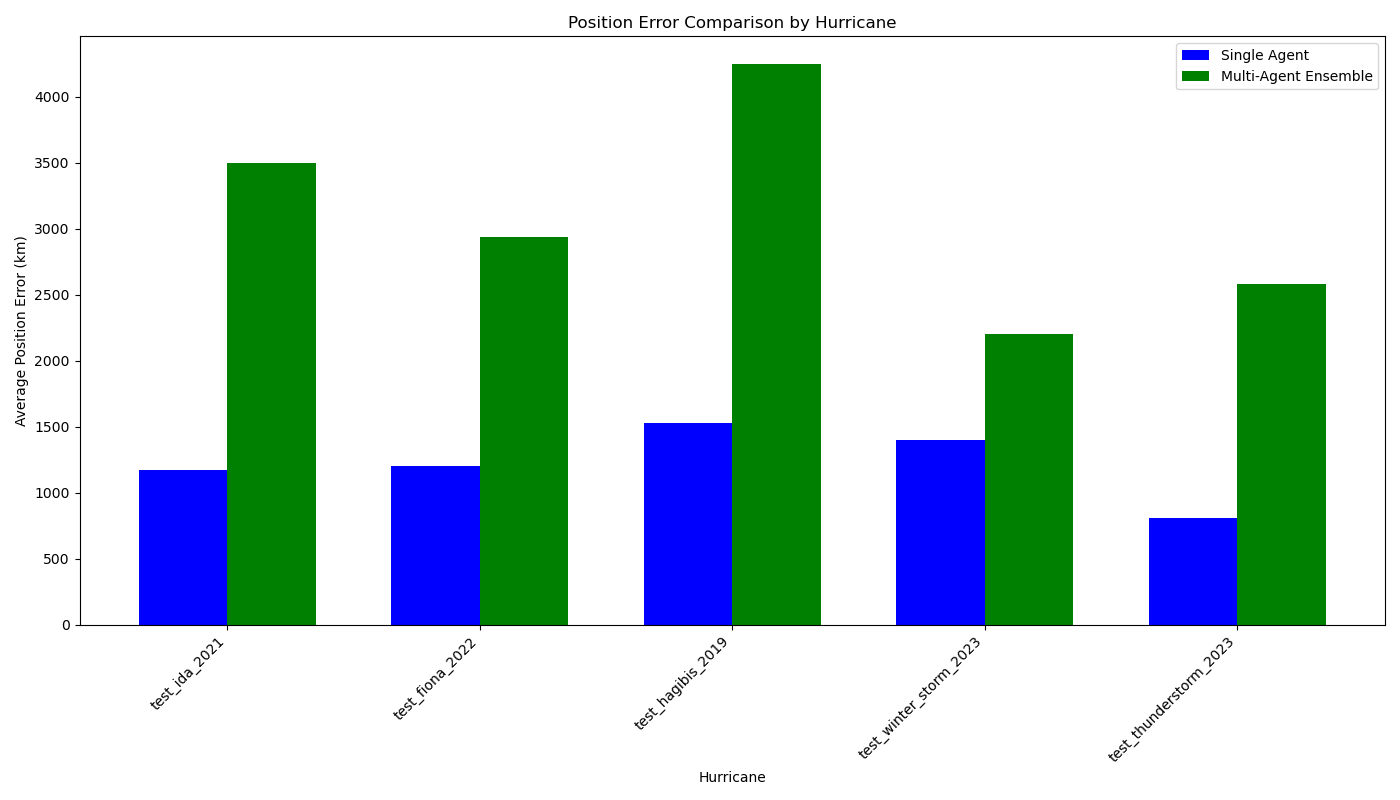 Position Error Comparison by Hurricane
Single Agent
Multi-Agent Ensemble
Average Position Error (km)
4000
3500
3000
2500
2000
1500
1000
500
0
test_ida_2021
test_fiona_2022
test_hagibis_2019
test_winter_storm_2023
test_thunderstorm_2023
Hurricane